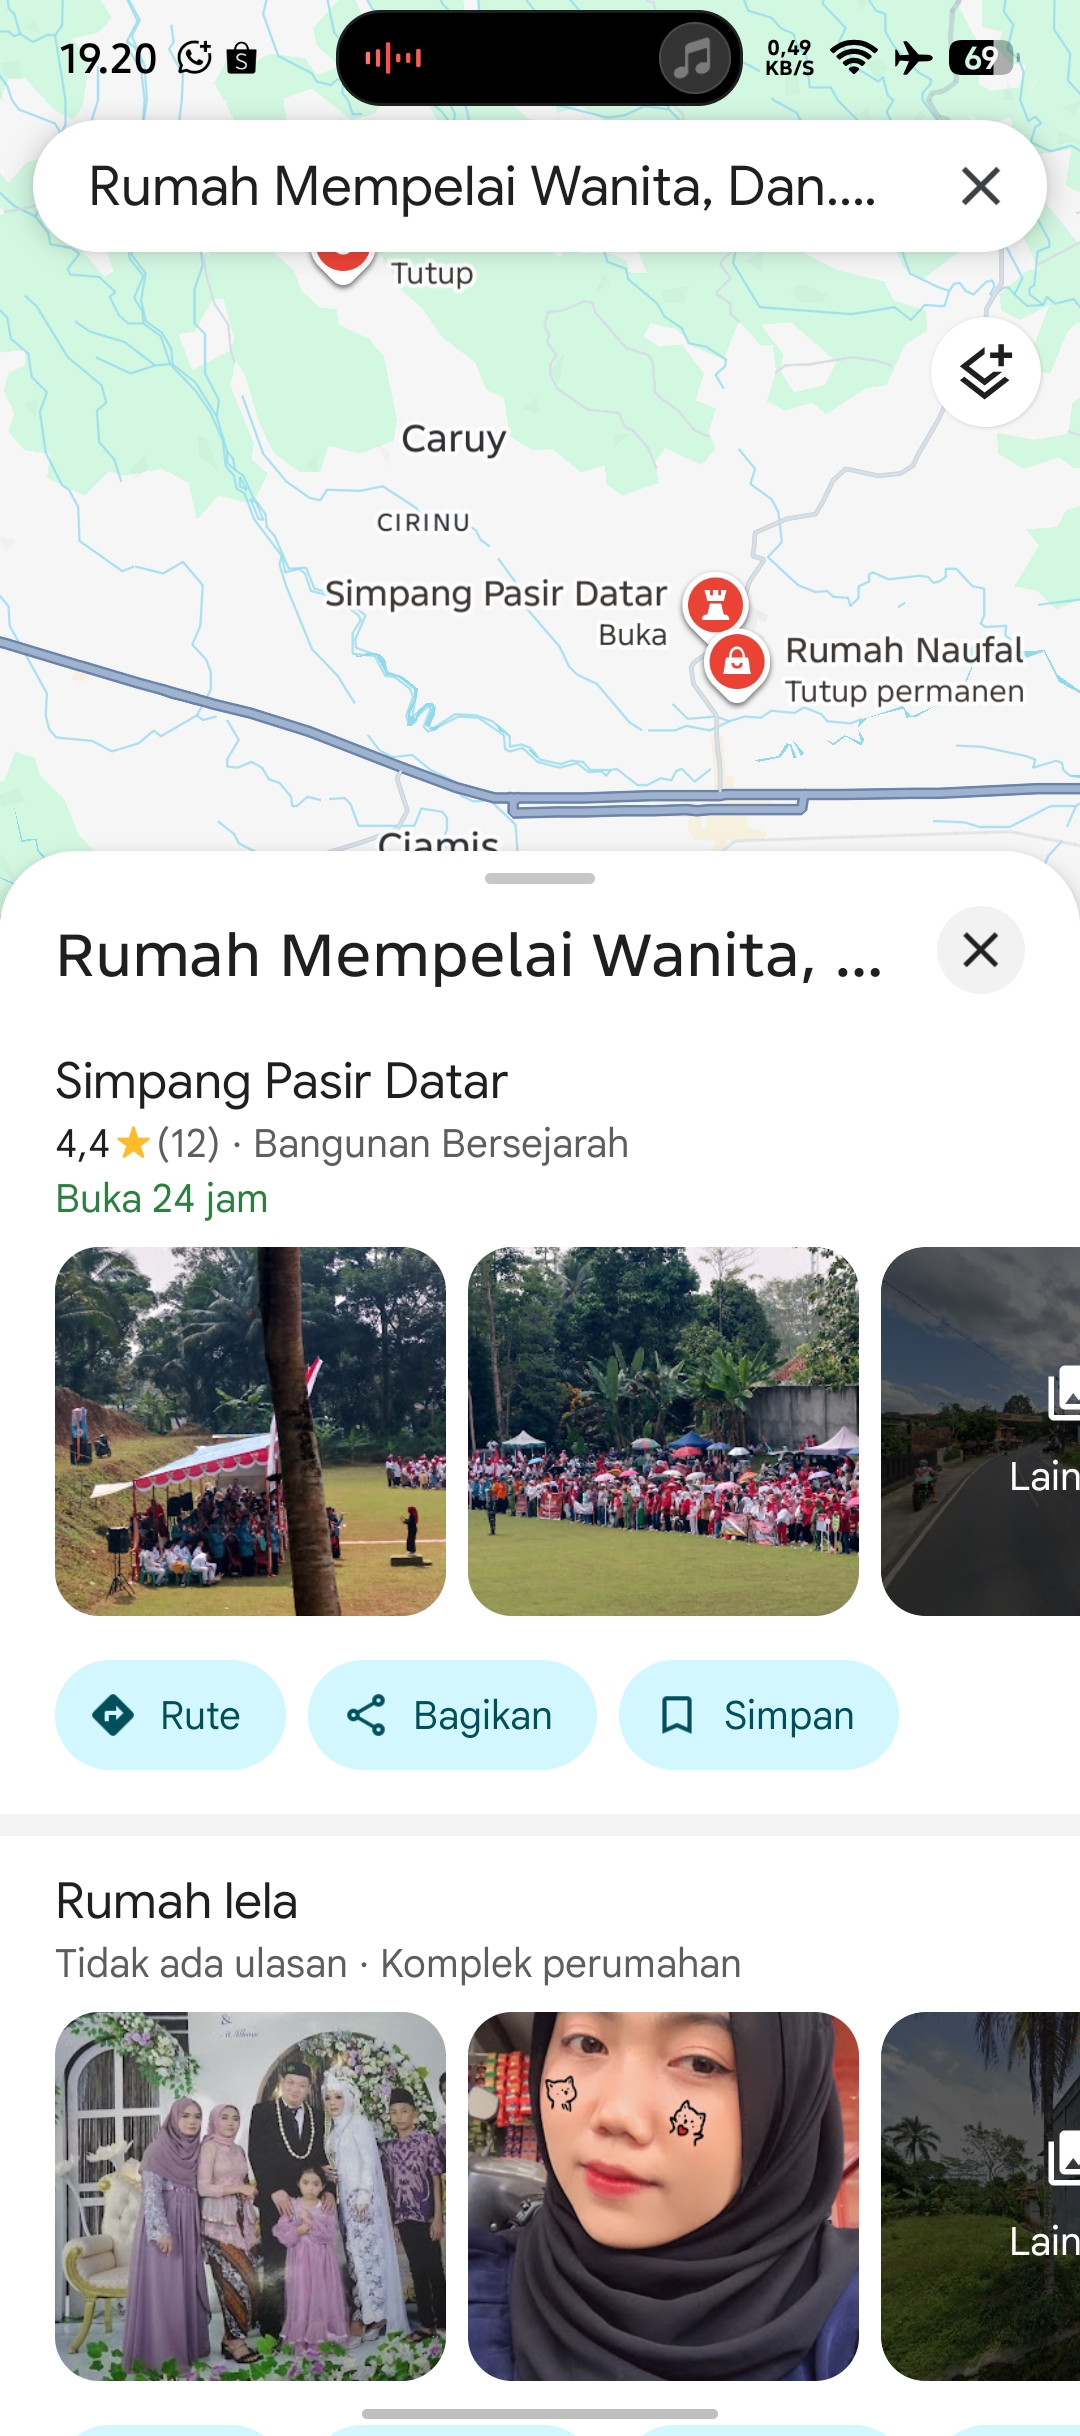 19.20
0,49
KB/S
69
Rumah Mempelai Wanita, Dan....
Tutup
Caruy
CIRINU
Simpang Pasir Datar
Buka
Rumah Naufal
Tutup permanen
Ciamis
Rumah Mempelai Wanita, ...
Simpang Pasir Datar
4,4 (12) · Bangunan Bersejarah
Buka 24 jam
Lain
Rute
Bagikan
Simpan
Rumah lela
Tidak ada ulasan · Komplek perumahan
&
Lain